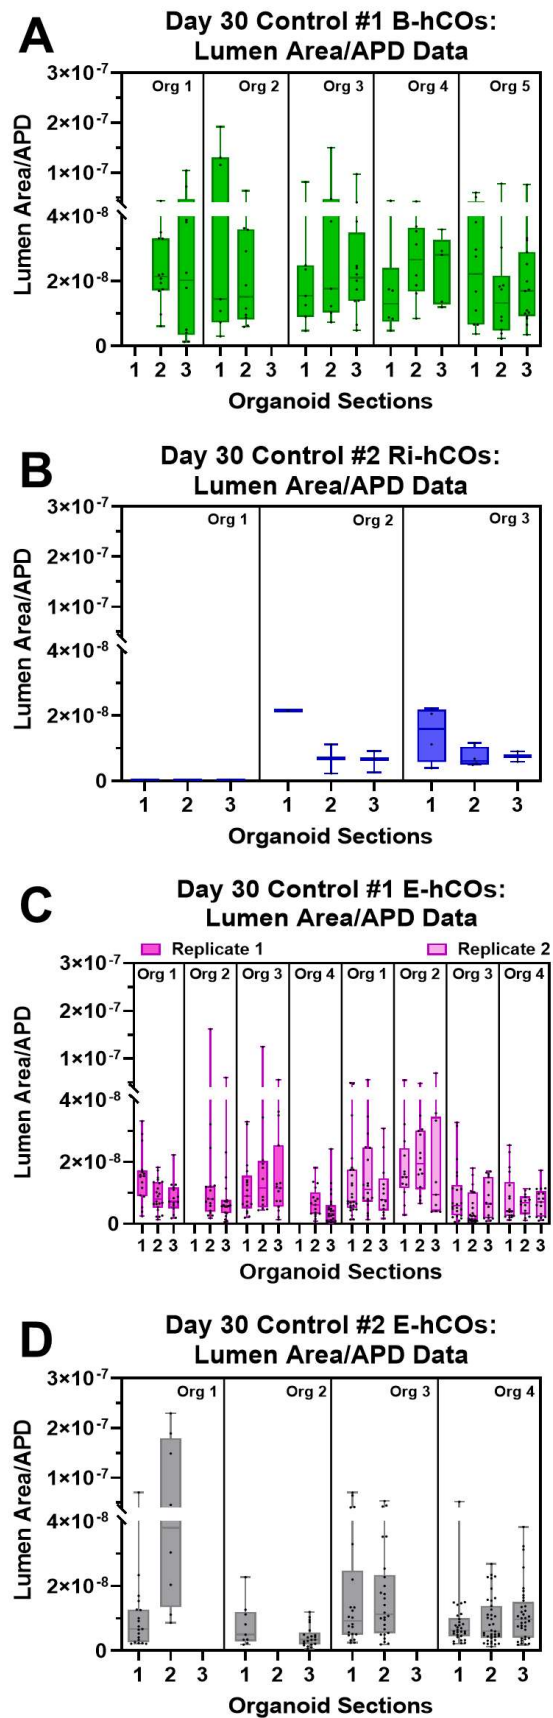 A
Day 30 Control #1 B-hCOs:
Lumen Area/APD Data
Lumen Area/APD
3×10⁻⁷
2×10⁻⁷
1×10⁻⁷
4×10⁻⁸
2×10⁻⁸
0
Org 1 Org 2 Org 3 Org 4 Org 5
1 2 3 1 2 3 1 2 3 1 2 3 1 2 3
Organoid Sections
B
Day 30 Control #2 Ri-hCOs:
Lumen Area/APD Data
Lumen Area/APD
3×10⁻⁷
2×10⁻⁷
1×10⁻⁷
4×10⁻⁸
2×10⁻⁸
0
Org 1 Org 2 Org 3
1 2 3 1 2 3 1 2 3
Organoid Sections
C
Day 30 Control #1 E-hCOs:
Lumen Area/APD Data
Replicate 1 Replicate 2
Lumen Area/APD
3×10⁻⁷
2×10⁻⁷
1×10⁻⁷
4×10⁻⁸
2×10⁻⁸
0
Org 1 Org 2 Org 3 Org 4 Org 1 Org 2 Org 3 Org 4
1 2 3 1 2 3 1 2 3 1 2 3 1 2 3 1 2 3 1 2 3 1 2 3
Organoid Sections
D
Day 30 Control #2 E-hCOs:
Lumen Area/APD Data
Lumen Area/APD
3×10⁻⁷
2×10⁻⁷
1×10⁻⁷
4×10⁻⁸
2×10⁻⁸
0
Org 1 Org 2 Org 3 Org 4
1 2 3 1 2 3 1 2 3 1 2 3
Organoid Sections